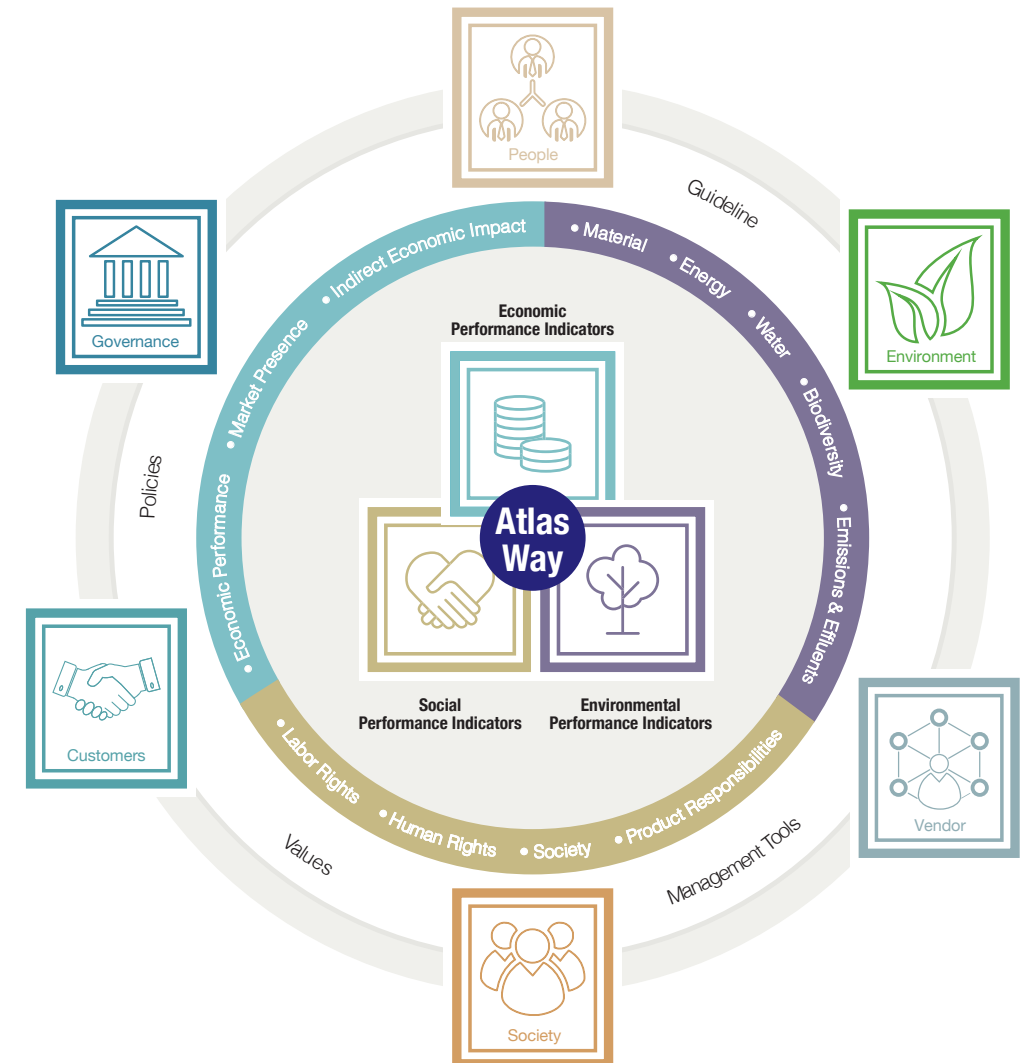 People
Guideline
Governance
Environment
• Indirect Economic Impact
• Market Presence
• Economic Performance
• Material
• Energy
• Water
• Biodiversity
• Emissions & Effluents
Economic
Performance Indicators
Policies
Atlas
Way
Social
Performance Indicators
Environmental
Performance Indicators
Customers
Vendor
• Labor Rights
• Human Rights
• Society
• Product Responsibilities
Values
Management Tools
Society